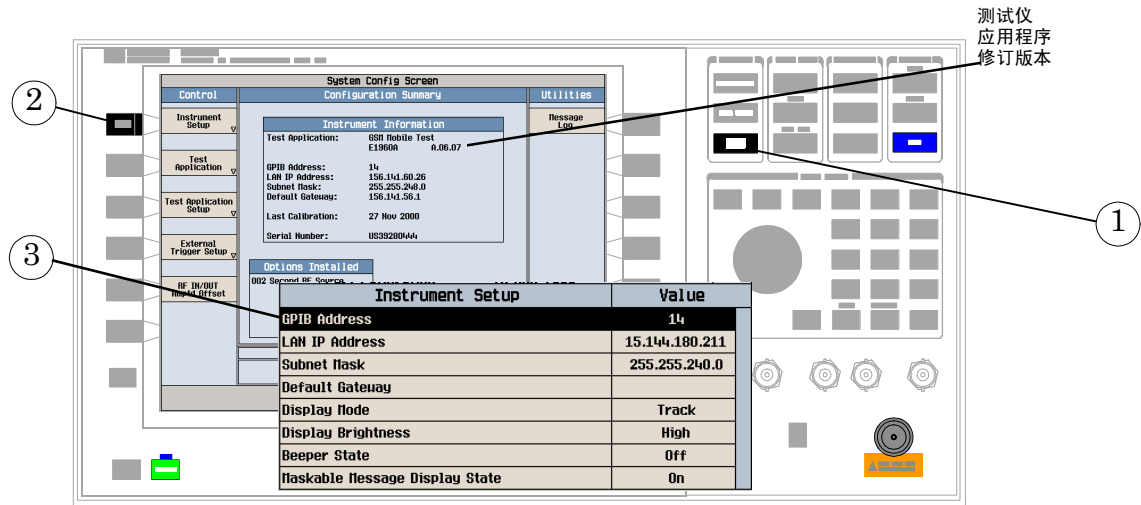 测试仪
应用程序
修订版本
System Config Screen
Control
Configuration Summary
Utilities
Instrument
Setup
Test
Application
Test Application
Setup
External
Trigger Setup
RF IN/OUT
Amptd Offset
Instrument Information
Test Application: GSM Mobile Test
E1960A A.06.07
GPIB Address: 14
LAN IP Address: 156.141.60.26
Subnet Mask: 255.255.248.0
Default Gateway: 156.141.56.1
Last Calibration: 27 Nov 2000
Serial Number: US39280444
Message
Log
Options Installed
002 Second RF Source
Instrument Setup Value
GPIB Address 14
LAN IP Address 15.144.180.211
Subnet Mask 255.255.240.0
Default Gateway
Display Mode Track
Display Brightness High
Beeper State Off
Maskable Message Display State On
2
3
1